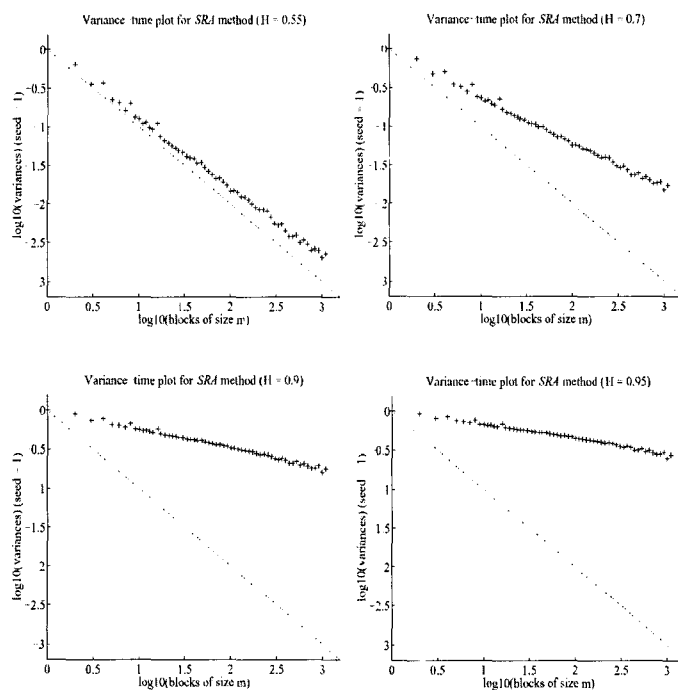 Variance-time plot for SRA method (H = 0.55)
0
-0.5
-1
-1.5
-2
-2.5
3
0 0.5 1 1.5 2 2.5 3
log10(variances) (seed - 1)
log10(blocks of size m)
Variance-time plot for SRA method (H = 0.7)
0
-0.5
-1
-1.5
-2
-2.5
3
0 0.5 1 1.5 2 2.5 3
log10(variances) (seed - 1)
log10(blocks of size m)
Variance-time plot for SRA method (H = 0.9)
0
0.5
1
-1.5
2
-2.5
-3
0 0.5 1 1.5 2 2.5 3
log10(variances) (seed - 1)
log10(blocks of size m)
Variance-time plot for SRA method (H = 0.95)
0
0.5
1
-1.5
2
-2.5
-3
0 0.5 1 1.5 2 2.5 3
log10(variances) (seed - 1)
log10(blocks of size m)